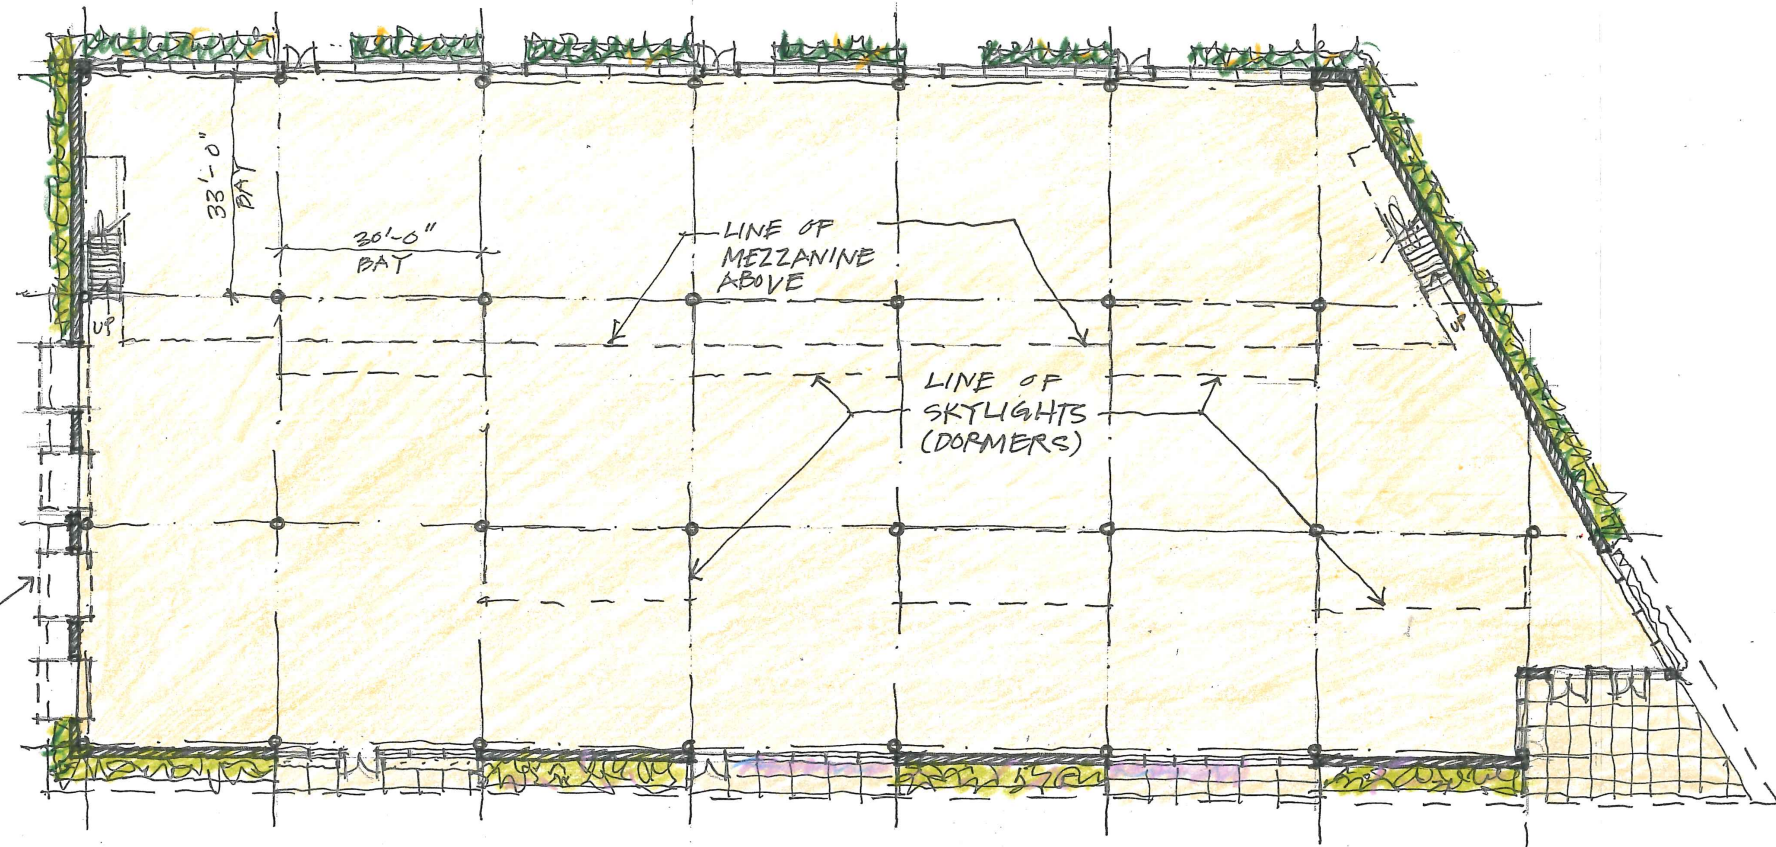 33'-0"
BAY
30'-0"
BAY
LINE OF
MEZZANINE
ABOVE
UP
UP
LINE OF
SKYLIGHTS
(DORMERS)